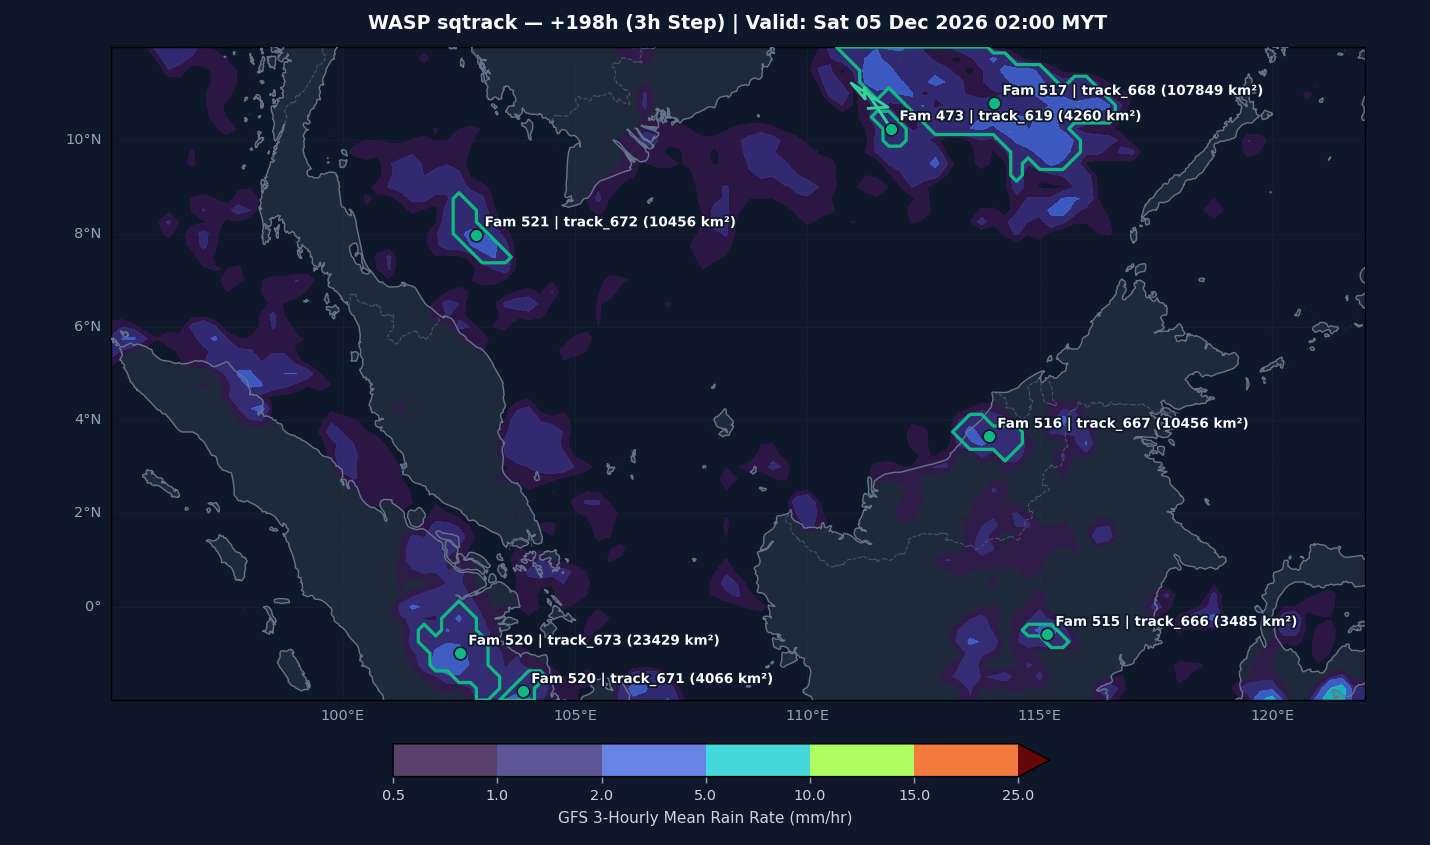 WASP sqtrack — +198h (3h Step) | Valid: Sat 05 Dec 2026 02:00 MYT
Fam 517 | track_668 (107849 km²)
Fam 473 | track_619 (4260 km²)
10°N
Fam 521 | track_672 (10456 km²)
8°N
6°N
4°N
Fam 516 | track_667 (10456 km²)
2°N
0°
Fam 515 | track_666 (3485 km²)
Fam 520 | track_673 (23429 km²)
Fam 520 | track_671 (4066 km²)
100°E 105°E 110°E 115°E 120°E
0.5 1.0 2.0 5.0 10.0 15.0 25.0
GFS 3-Hourly Mean Rain Rate (mm/hr)